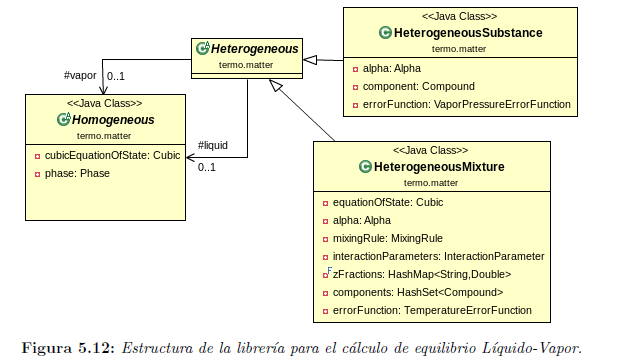 <<Java Class>>
HeterogeneousSubstance
termo.matter
alpha: Alpha
component: Compound
errorFunction: VaporPressureErrorFunction
Heterogeneous
termo.matter
#vapor
0..1
<<Java Class>>
Homogeneous
termo.matter
cubicEquationOfState: Cubic
phase: Phase
#liquid
0..1
<<Java Class>>
HeterogeneousMixture
termo.matter
equationOfState: Cubic
alpha: Alpha
mixingRule: MixingRule
interactionParameters: InteractionParameter
zFractions: HashMap<String,Double>
components: HashSet<Compound>
errorFunction: TemperatureErrorFunction
Figura 5.12: Estructura de la librería para el cálculo de equilibrio Líquido-Vapor.